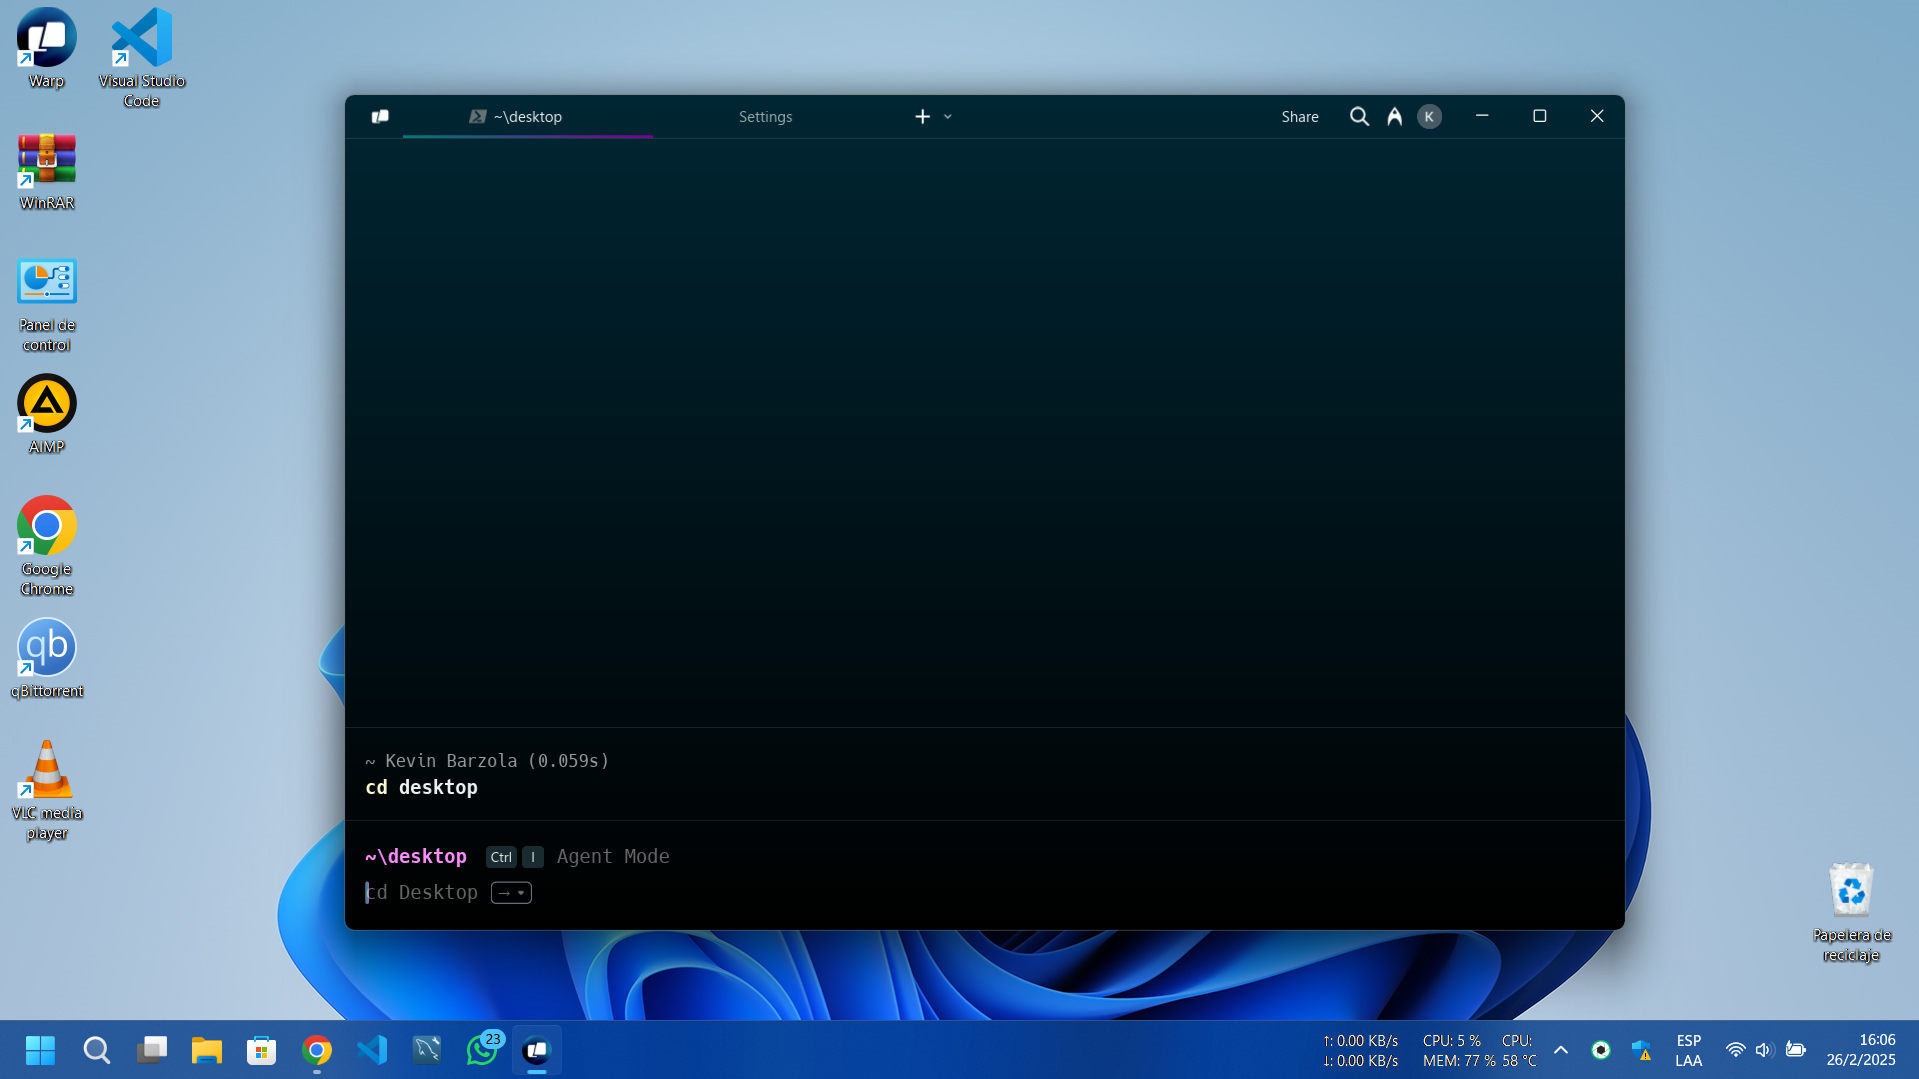 Warp
Visual Studio
Code
WinRAR
Panel de
control
AIMP
Google
Chrome
qb
qBittorrent
VLC media
player
~\desktop
Settings
Share
K
~ Kevin Barzola (0.059s)
cd desktop
~\desktop Ctrl I Agent Mode
cd Desktop
Papelera de
reciclaje
23
↑: 0.00 KB/s CPU: 5 % CPU:
↓: 0.00 KB/s MEM: 77 % 58 °C
ESP
LAA
16:06
26/2/2025